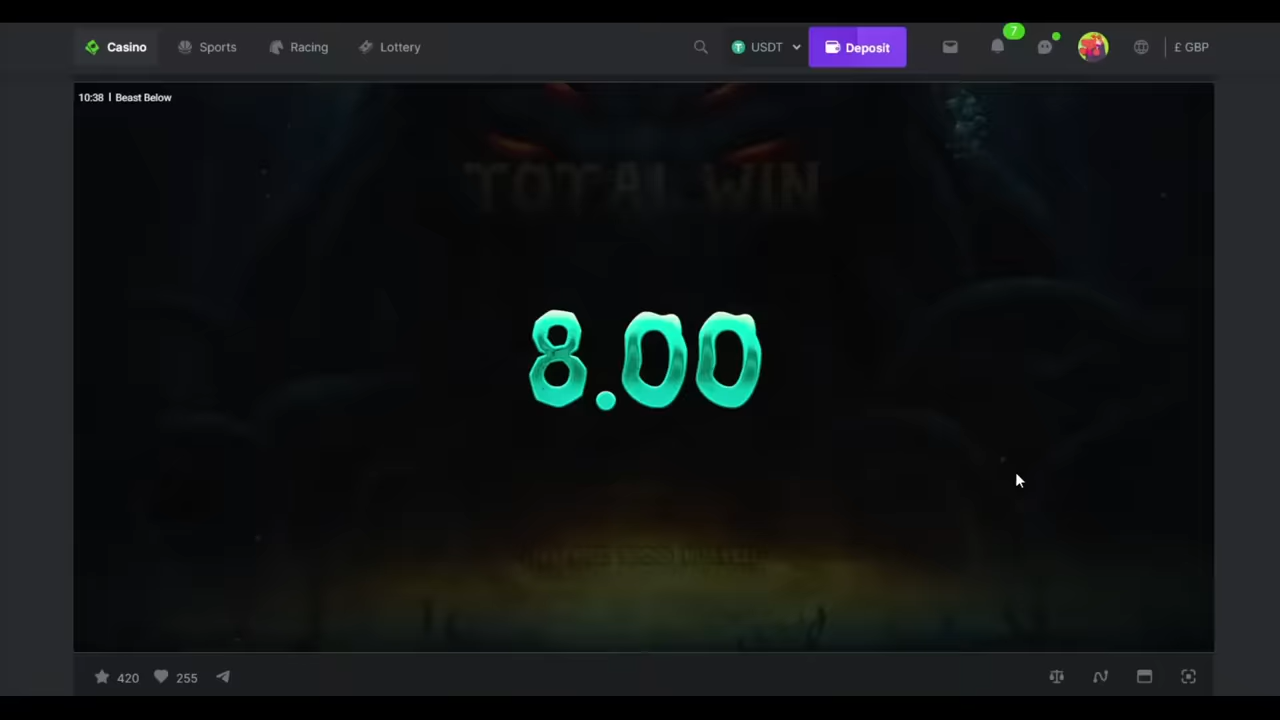 Casino Sports Racing Lottery USDT Deposit 7 £ GBP
10:38 | Beast Below
TOTAL WIN
8.00
420 255